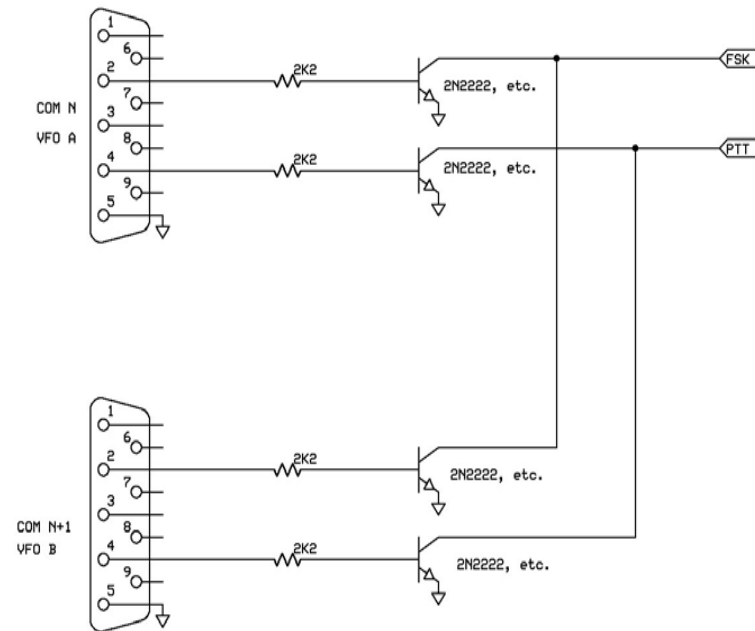 1
6
2
2K2
2N2222, etc.
FSK
7
COM N
3
VFO A
8
4
2K2
2N2222, etc.
PTT
9
5
1
6
2
2K2
2N2222, etc.
7
3
COM N+1
8
VFO B
4
2K2
2N2222, etc.
9
5